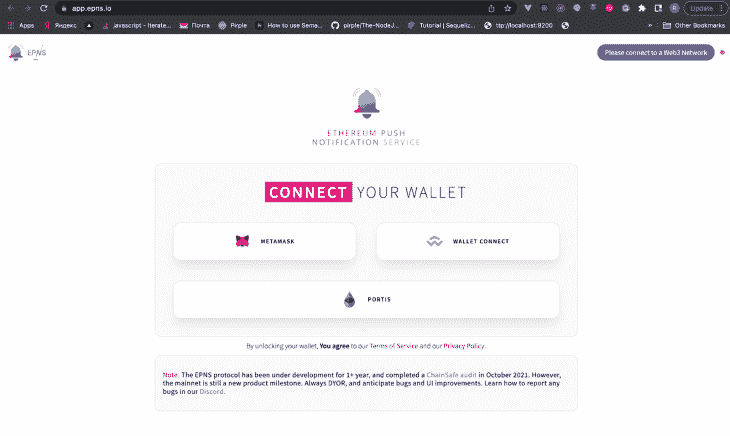 app.epns.io
Update
Apps Яндекс javascript - Iterate... Почта Pirple How to use Sema... pirple/The-NodeJ... Tutorial | Sequeliz... ttp://localhost:9200 » Other Bookmarks
EPNS
Please connect to a Web3 Network
ETHEREUM PUSH
NOTIFICATION SERVICE
CONNECT YOUR WALLET
METAMASK
WALLET CONNECT
PORTIS
By unlocking your wallet, You agree to our Terms of Service and our Privacy Policy.
Note: The EPNS protocol has been under development for 1+ year, and completed a ChainSafe audit in October 2021. However,
the mainnet is still a new product milestone. Always DYOR, and anticipate bugs and UI improvements. Learn how to report any
bugs in our Discord.